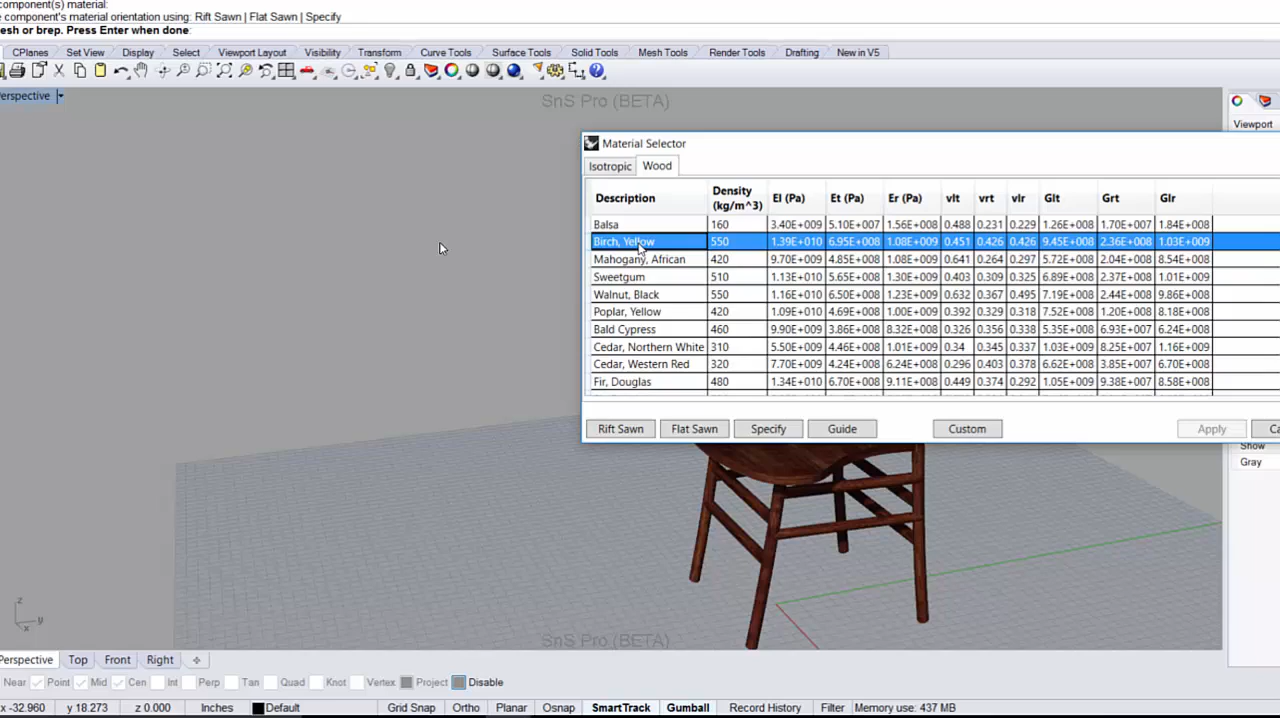 component(s) material:
component's material orientation using: Rift Sawn | Flat Sawn | Specify
esh or brep. Press Enter when done:
CPlanes Set View Display Select Viewport Layout Visibility Transform Curve Tools Surface Tools Solid Tools Mesh Tools Render Tools Drafting New in V5
erspective
SnS Pro (BETA)
Viewport
Material Selector
Isotropic Wood
Description Density (kg/m^3) El (Pa) Et (Pa) Er (Pa) vlt vrt vlr Glt Grt Glr
Balsa 160 3.40E+009 5.10E+007 1.56E+008 0.488 0.231 0.229 1.26E+008 1.70E+007 1.84E+008
Birch, Yellow 550 1.39E+010 6.95E+008 1.08E+009 0.451 0.426 0.426 9.45E+008 2.36E+008 1.03E+009
Mahogany, African 420 9.70E+009 4.85E+008 1.08E+009 0.641 0.264 0.297 5.72E+008 2.04E+008 8.54E+008
Sweetgum 510 1.13E+010 5.65E+008 1.30E+009 0.403 0.309 0.325 6.89E+008 2.37E+008 1.01E+009
Walnut, Black 550 1.16E+010 6.50E+008 1.23E+009 0.632 0.367 0.495 7.19E+008 2.44E+008 9.86E+008
Poplar, Yellow 420 1.09E+010 4.69E+008 1.00E+009 0.392 0.329 0.318 7.52E+008 1.20E+008 8.18E+008
Bald Cypress 460 9.90E+009 3.86E+008 8.32E+008 0.326 0.356 0.338 5.35E+008 6.93E+007 6.24E+008
Cedar, Northern White 310 5.50E+009 4.46E+008 1.01E+009 0.34 0.345 0.337 1.03E+009 8.25E+007 1.16E+009
Cedar, Western Red 320 7.70E+009 4.24E+008 6.24E+008 0.296 0.403 0.378 6.62E+008 3.85E+007 6.70E+008
Fir, Douglas 480 1.34E+010 6.70E+008 9.11E+008 0.449 0.374 0.292 1.05E+009 9.38E+007 8.58E+008
Rift Sawn Flat Sawn Specify Guide Custom Apply Ca
Show
Gray
z
y
x
SnS Pro (BETA)
Perspective Top Front Right
Near Point Mid Cen Int Perp Tan Quad Knot Vertex Project Disable
x -32.960 y 18.273 z 0.000 Inches Default Grid Snap Ortho Planar Osnap SmartTrack Gumball Record History Filter Memory use: 437 MB